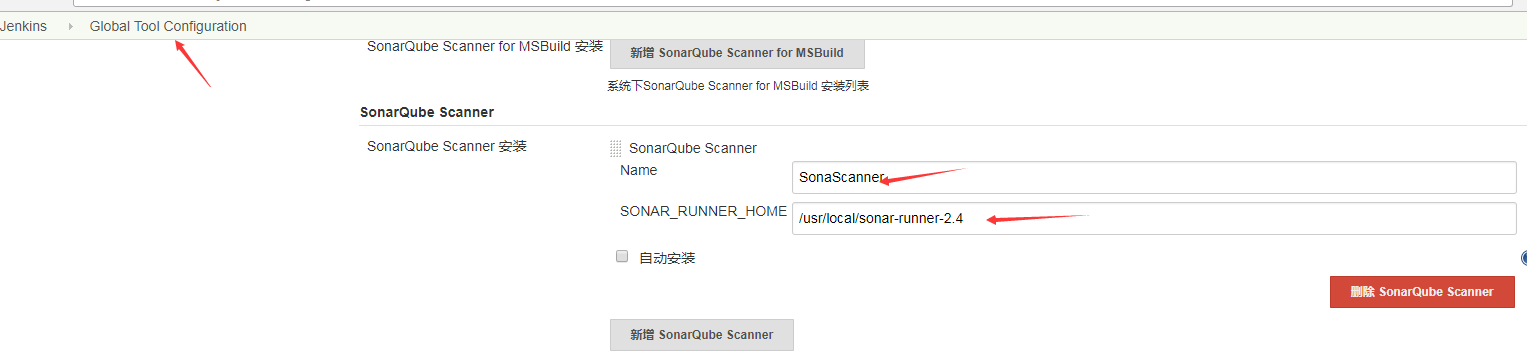 Jenkins Global Tool Configuration
SonarQube Scanner for MSBuild 安装 新增 SonarQube Scanner for MSBuild
系统下SonarQube Scanner for MSBuild 安装列表
SonarQube Scanner
SonarQube Scanner 安装 SonarQube Scanner
Name SonaScanner
SONAR_RUNNER_HOME /usr/local/sonar-runner-2.4
自动安装
删除 SonarQube Scanner
新增 SonarQube Scanner